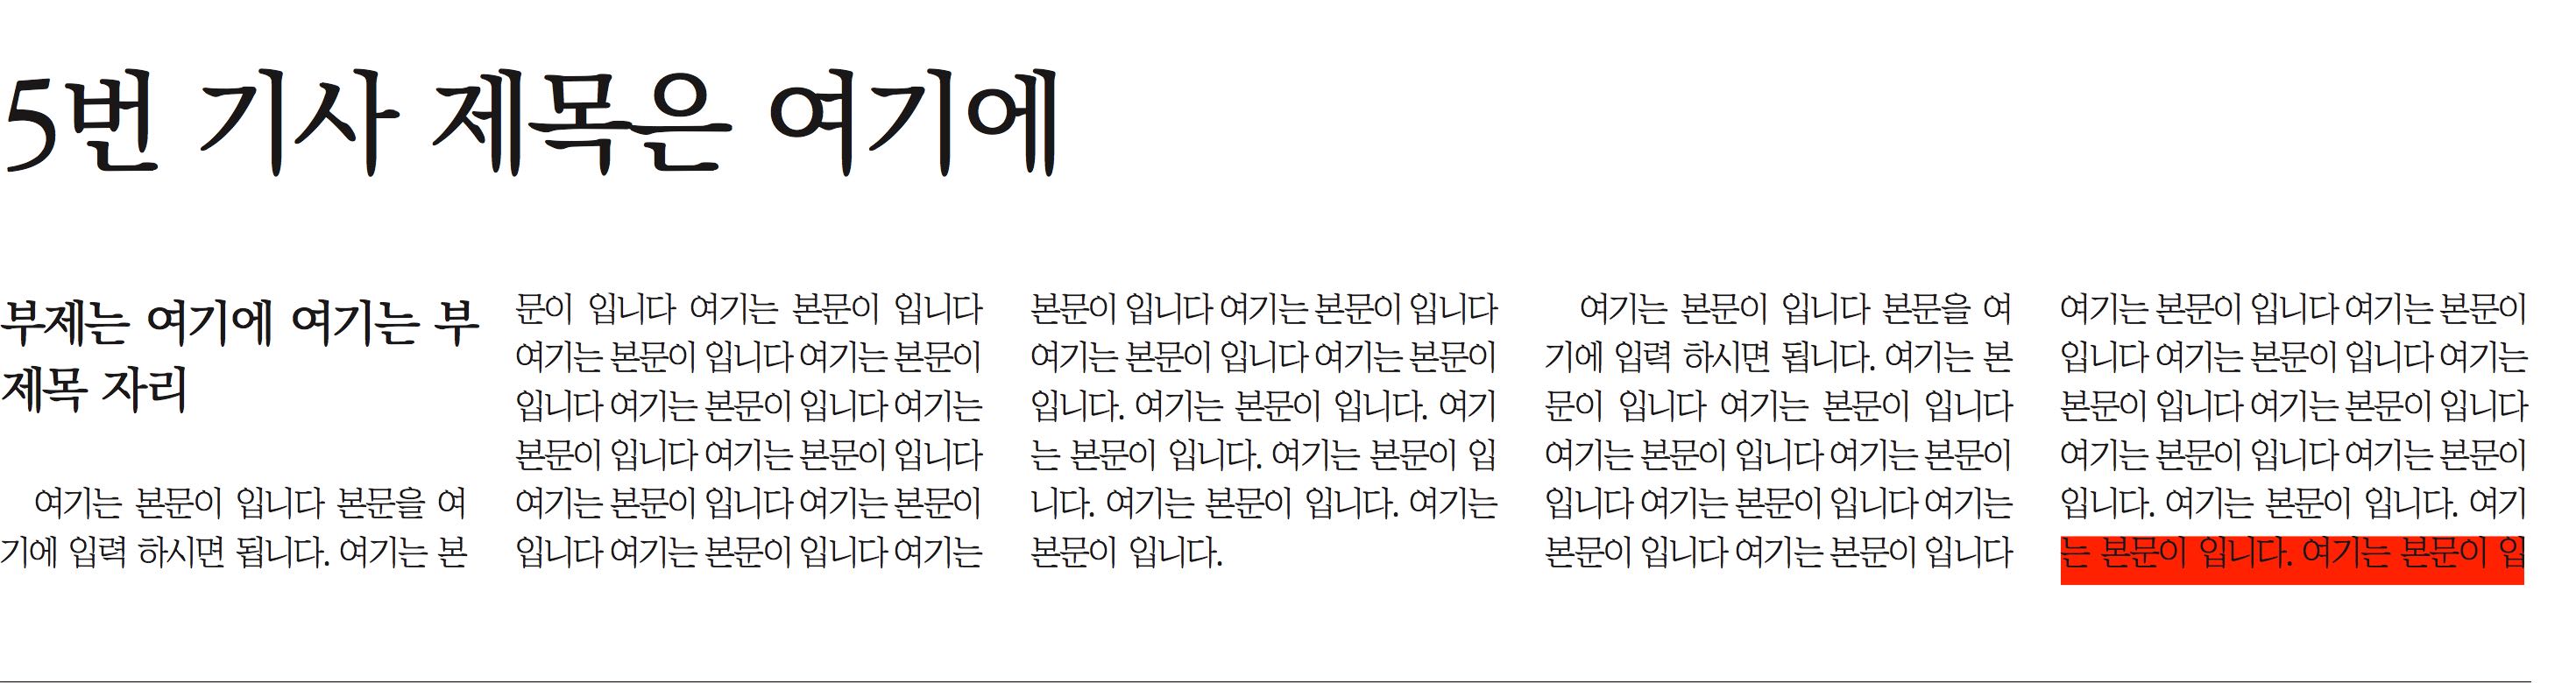 5번 기사 제목은 여기에
부제는 여기에 여기는 부
제목 자리
여기는 본문이 입니다 본문을 여
기에 입력 하시면 됩니다. 여기는 본
문이 입니다 여기는 본문이 입니다
여기는 본문이 입니다 여기는 본문이
입니다 여기는 본문이 입니다 여기는
본문이 입니다 여기는 본문이 입니다
여기는 본문이 입니다 여기는 본문이
입니다 여기는 본문이 입니다 여기는
본문이 입니다 여기는 본문이 입니다
여기는 본문이 입니다 여기는 본문이
입니다. 여기는 본문이 입니다. 여기
는 본문이 입니다. 여기는 본문이 입
니다. 여기는 본문이 입니다. 여기는
본문이 입니다.
여기는 본문이 입니다 본문을 여
기에 입력 하시면 됩니다. 여기는 본
문이 입니다 여기는 본문이 입니다
여기는 본문이 입니다 여기는 본문이
입니다 여기는 본문이 입니다 여기는
본문이 입니다 여기는 본문이 입니다
여기는 본문이 입니다 여기는 본문이
입니다 여기는 본문이 입니다 여기는
본문이 입니다 여기는 본문이 입니다
여기는 본문이 입니다 여기는 본문이
입니다. 여기는 본문이 입니다. 여기
는 본문이 입니다. 여기는 본문이 입